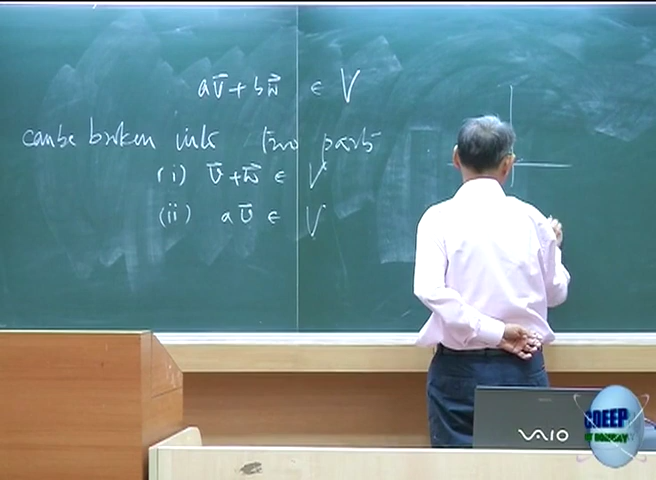 a v̄ + b w⃗ ∈ V
can be broken into two parts
(i) v̄ + w⃗ ∈ V
(ii) a v̄ ∈ V
VAIO
CDEEP
IIT BOMBAY